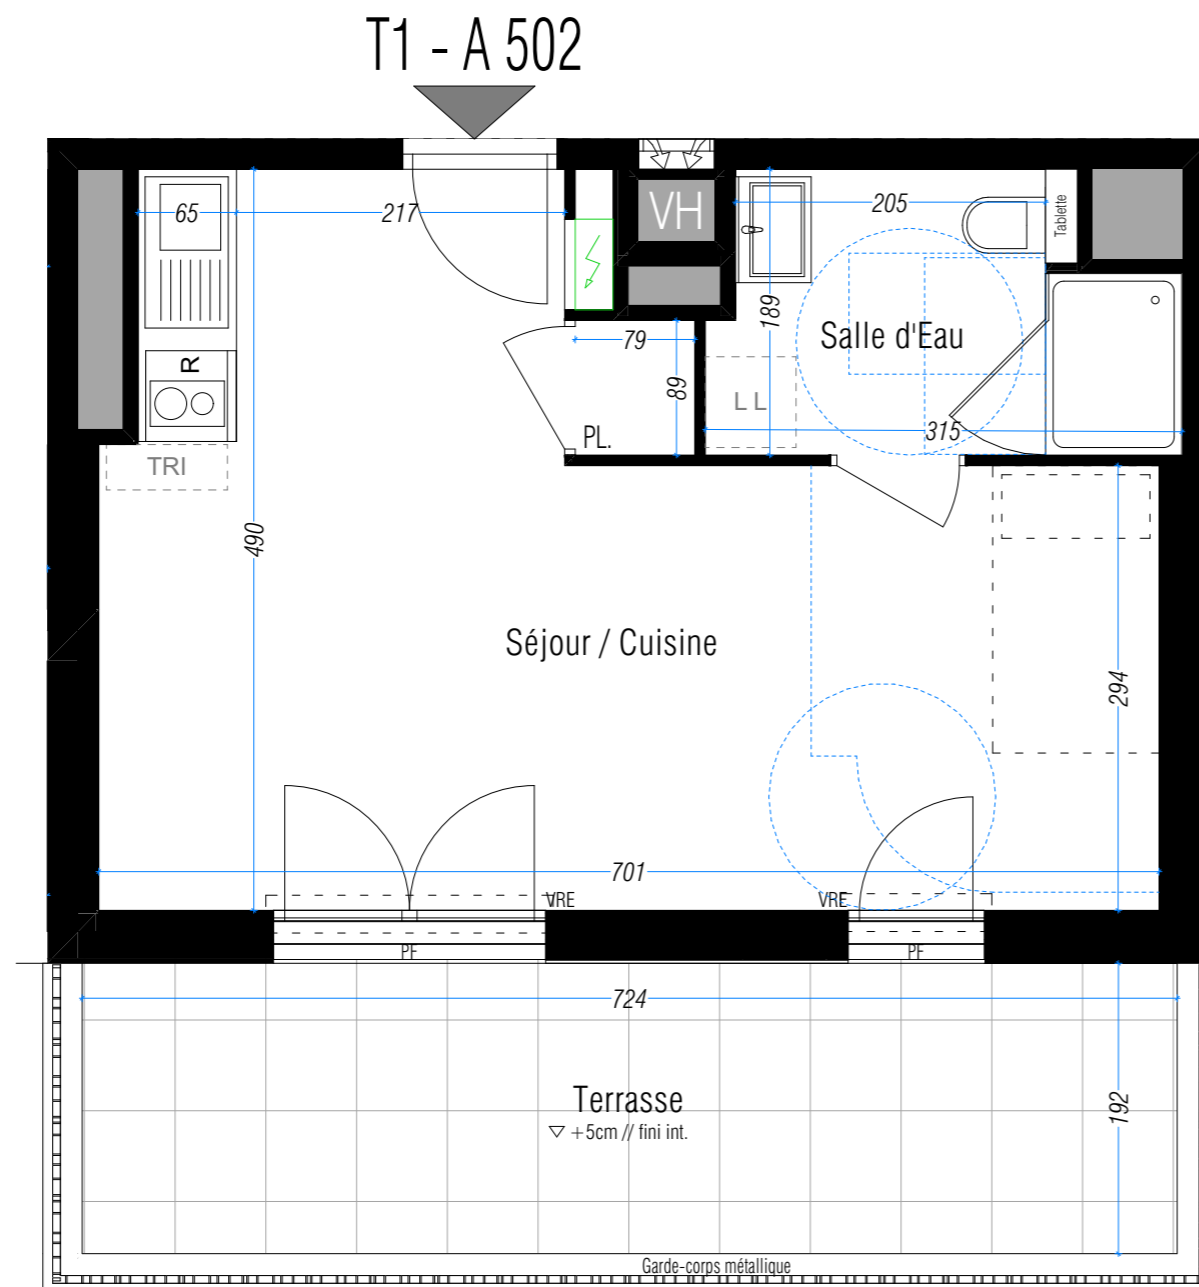 T1 - A 502
65
217
VH
205
Tablette
189
Salle d'Eau
79
89
R
L L
315
PL.
TRI
490
Séjour / Cuisine
294
701
VRE
VRE
PF
PF
724
Terrasse
+5cm // fini int.
192
Garde-corps métallique